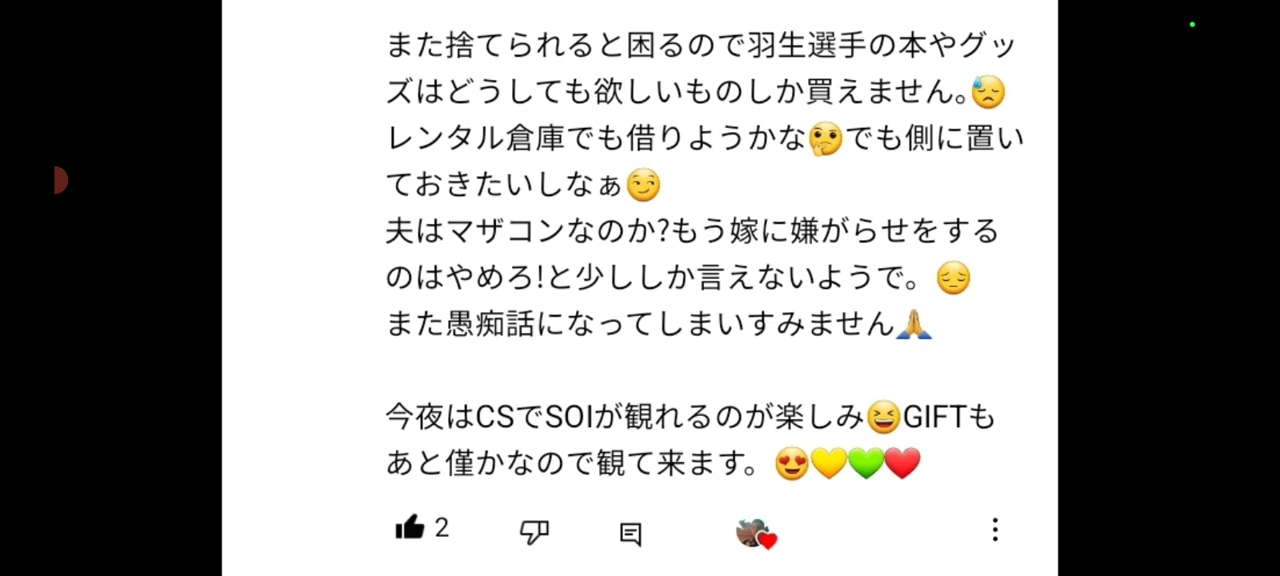 また捨てられると困るので羽生選手の本やグッ
ズはどうしても欲しいものしか買えません。😓
レンタル倉庫でも借りようかな🤔でも側に置い
ておきたいしなぁ😏
夫はマザコンなのか?もう嫁に嫌がらせをする
のはやめろ!と少ししか言えないようで。😔
また愚痴話になってしまいすみません🙏
今夜はCSでSOIが観れるのが楽しみ😆GIFTも
あと僅かなので観て来ます。😍💛💚❤️
2